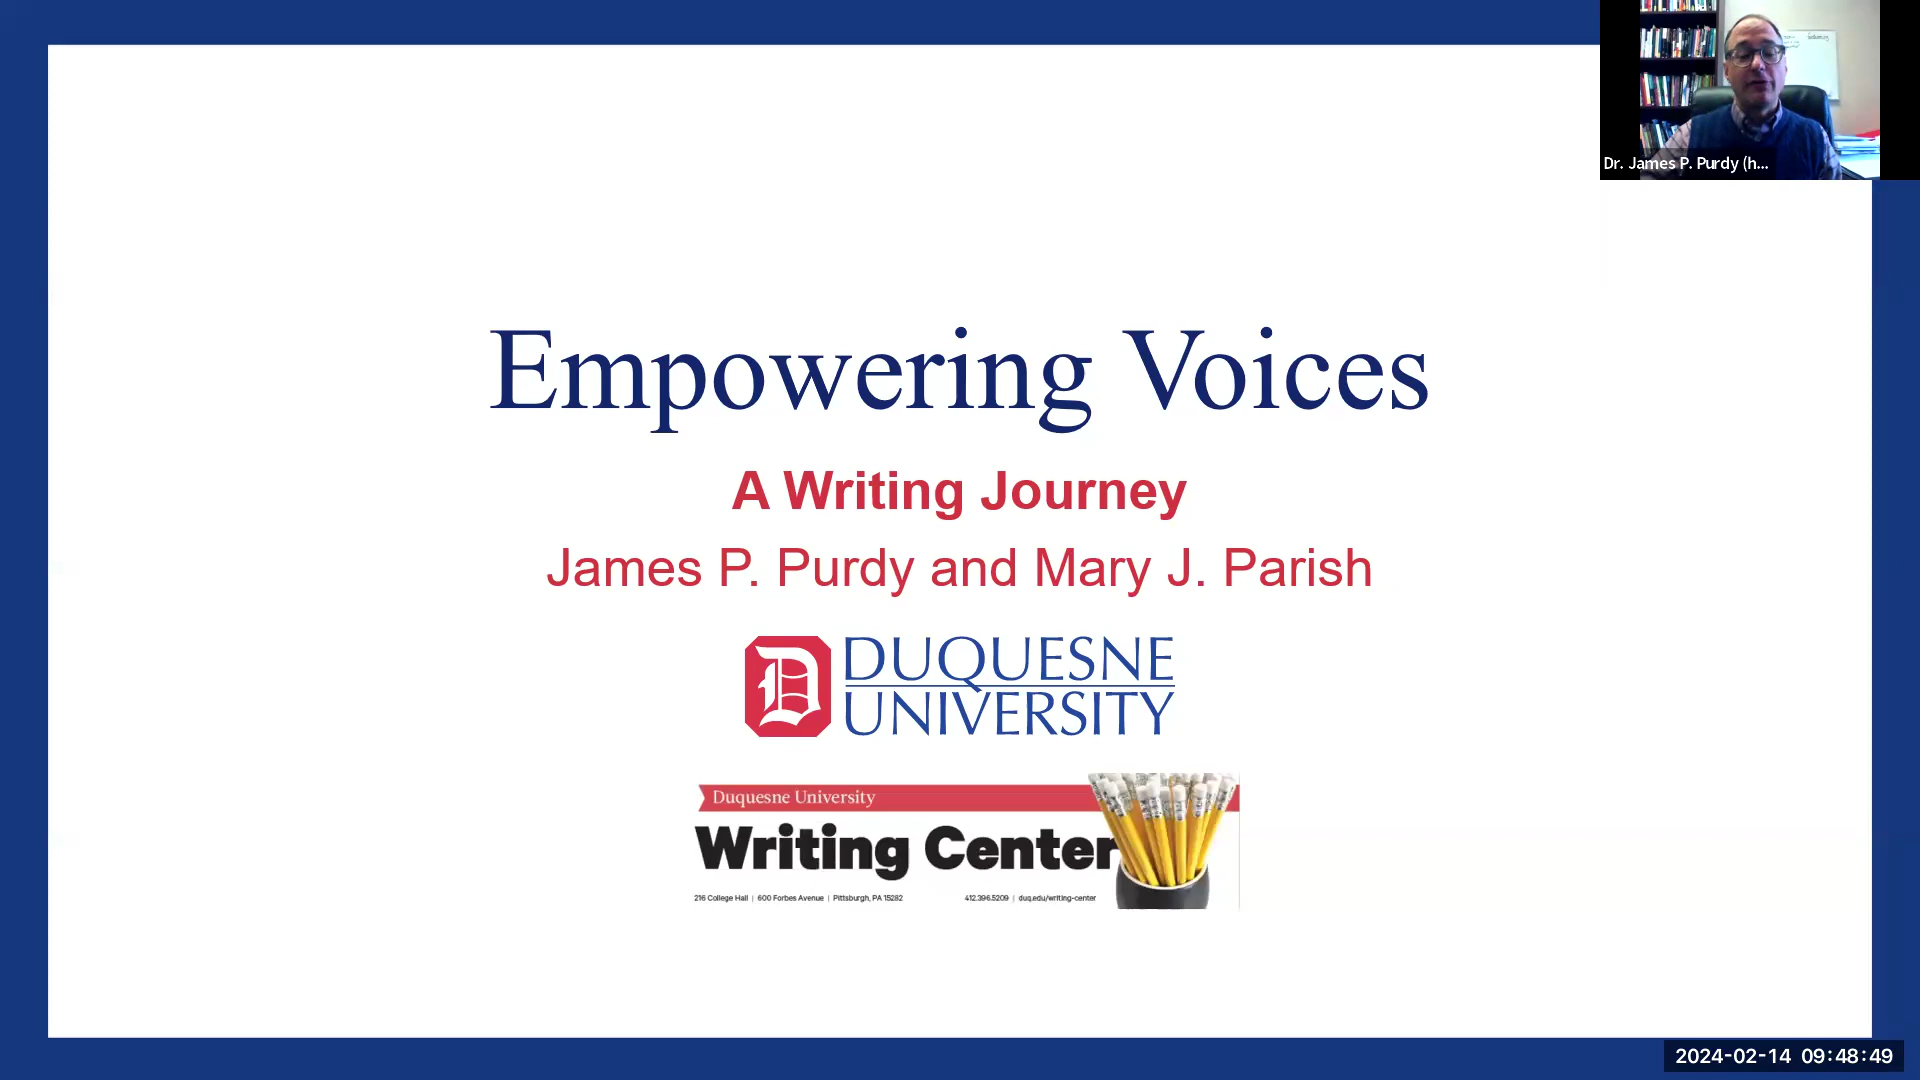 Dr. James P. Purdy (h...
Empowering Voices
A Writing Journey
James P. Purdy and Mary J. Parish
D DUQUESNE
UNIVERSITY
Duquesne University
Writing Center
216 College Hall | 600 Forbes Avenue | Pittsburgh, PA 15282 412.396.5209 | duq.edu/writing-center
2024-02-14 09:48:49